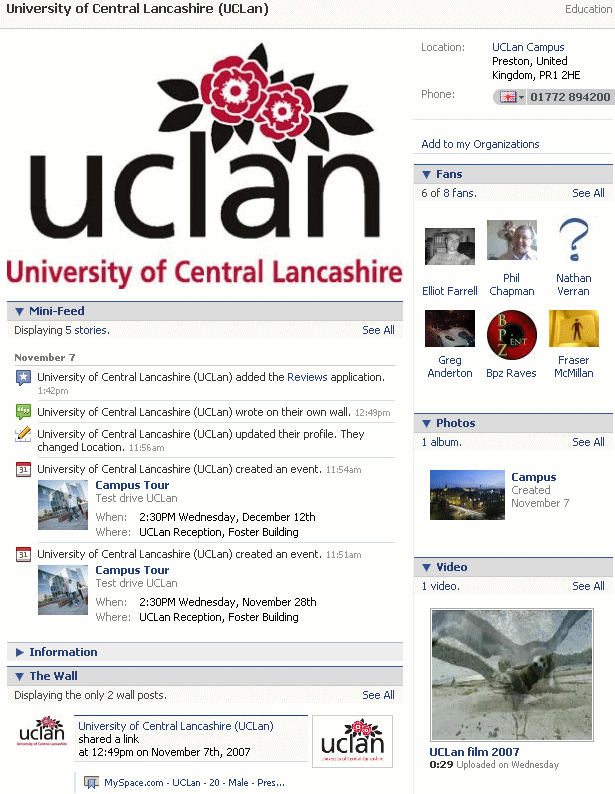 University of Central Lancashire (UCLan)
Education
uclan
University of Central Lancashire
Mini-Feed
Displaying 5 stories.
See All
November 7
University of Central Lancashire (UCLan) added the Reviews application.
1:42pm
University of Central Lancashire (UCLan) wrote on their own wall. 12:49pm
University of Central Lancashire (UCLan) updated their profile. They
changed Location. 11:56am
31
University of Central Lancashire (UCLan) created an event. 11:54am
Campus Tour
Test drive UCLan
When: 2:30PM Wednesday, December 12th
Where: UCLan Reception, Foster Building
31
University of Central Lancashire (UCLan) created an event. 11:51am
Campus Tour
Test drive UCLan
When: 2:30PM Wednesday, November 28th
Where: UCLan Reception, Foster Building
Information
The Wall
Displaying the only 2 wall posts.
See All
uclan
University of Central Lancashire
University of Central Lancashire (UCLan)
shared a link
at 12:49pm on November 7th, 2007
uclan
University of Central Lancashire
MySpace.com - UCLan - 20 - Male - Pres...
Location: UCLan Campus
Preston, United
Kingdom, PR1 2HE
Phone: 01772 894200
Add to my Organizations
Fans
6 of 8 fans.
See All
?
Elliot Farrell
Phil
Chapman
Nathan
Verran
BPZ ENT
Greg
Anderton
Bpz Raves
Fraser
McMillan
Photos
1 album.
See All
Campus
Created
November 7
Video
1 video.
See All
UCLan film 2007
0:29 Uploaded on Wednesday